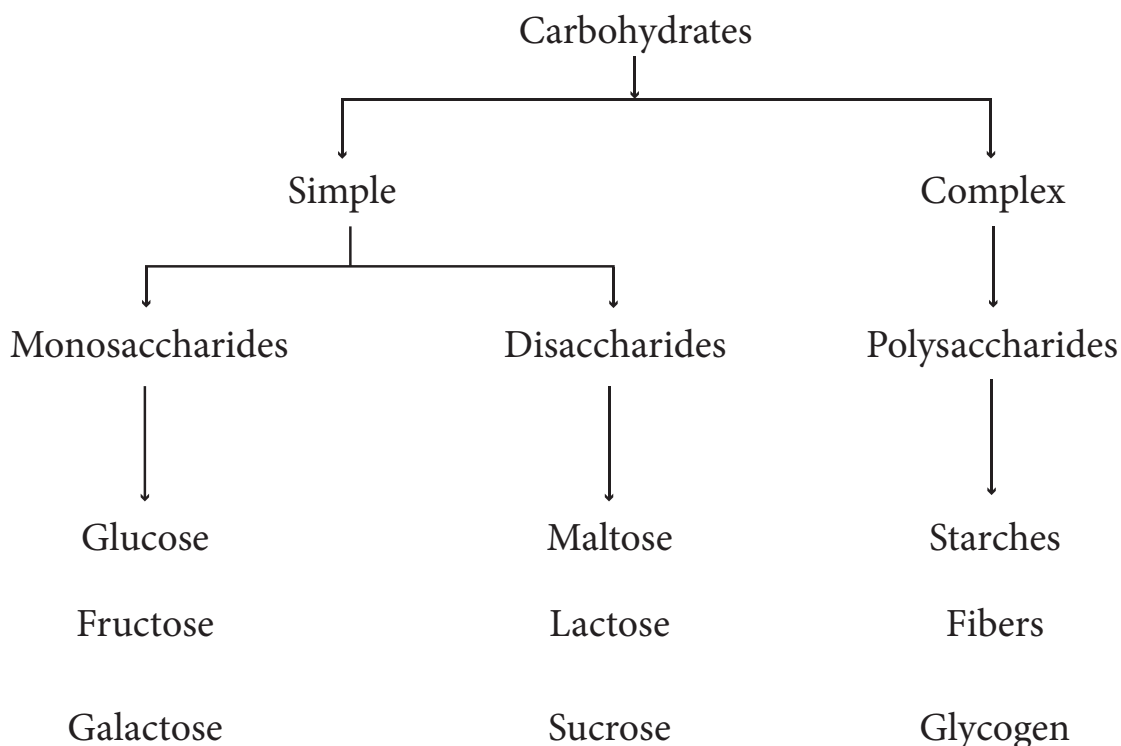 Carbohydrates
Simple Complex
Monosaccharides Disaccharides Polysaccharides
Glucose Maltose Starches
Fructose Lactose Fibers
Galactose Sucrose Glycogen